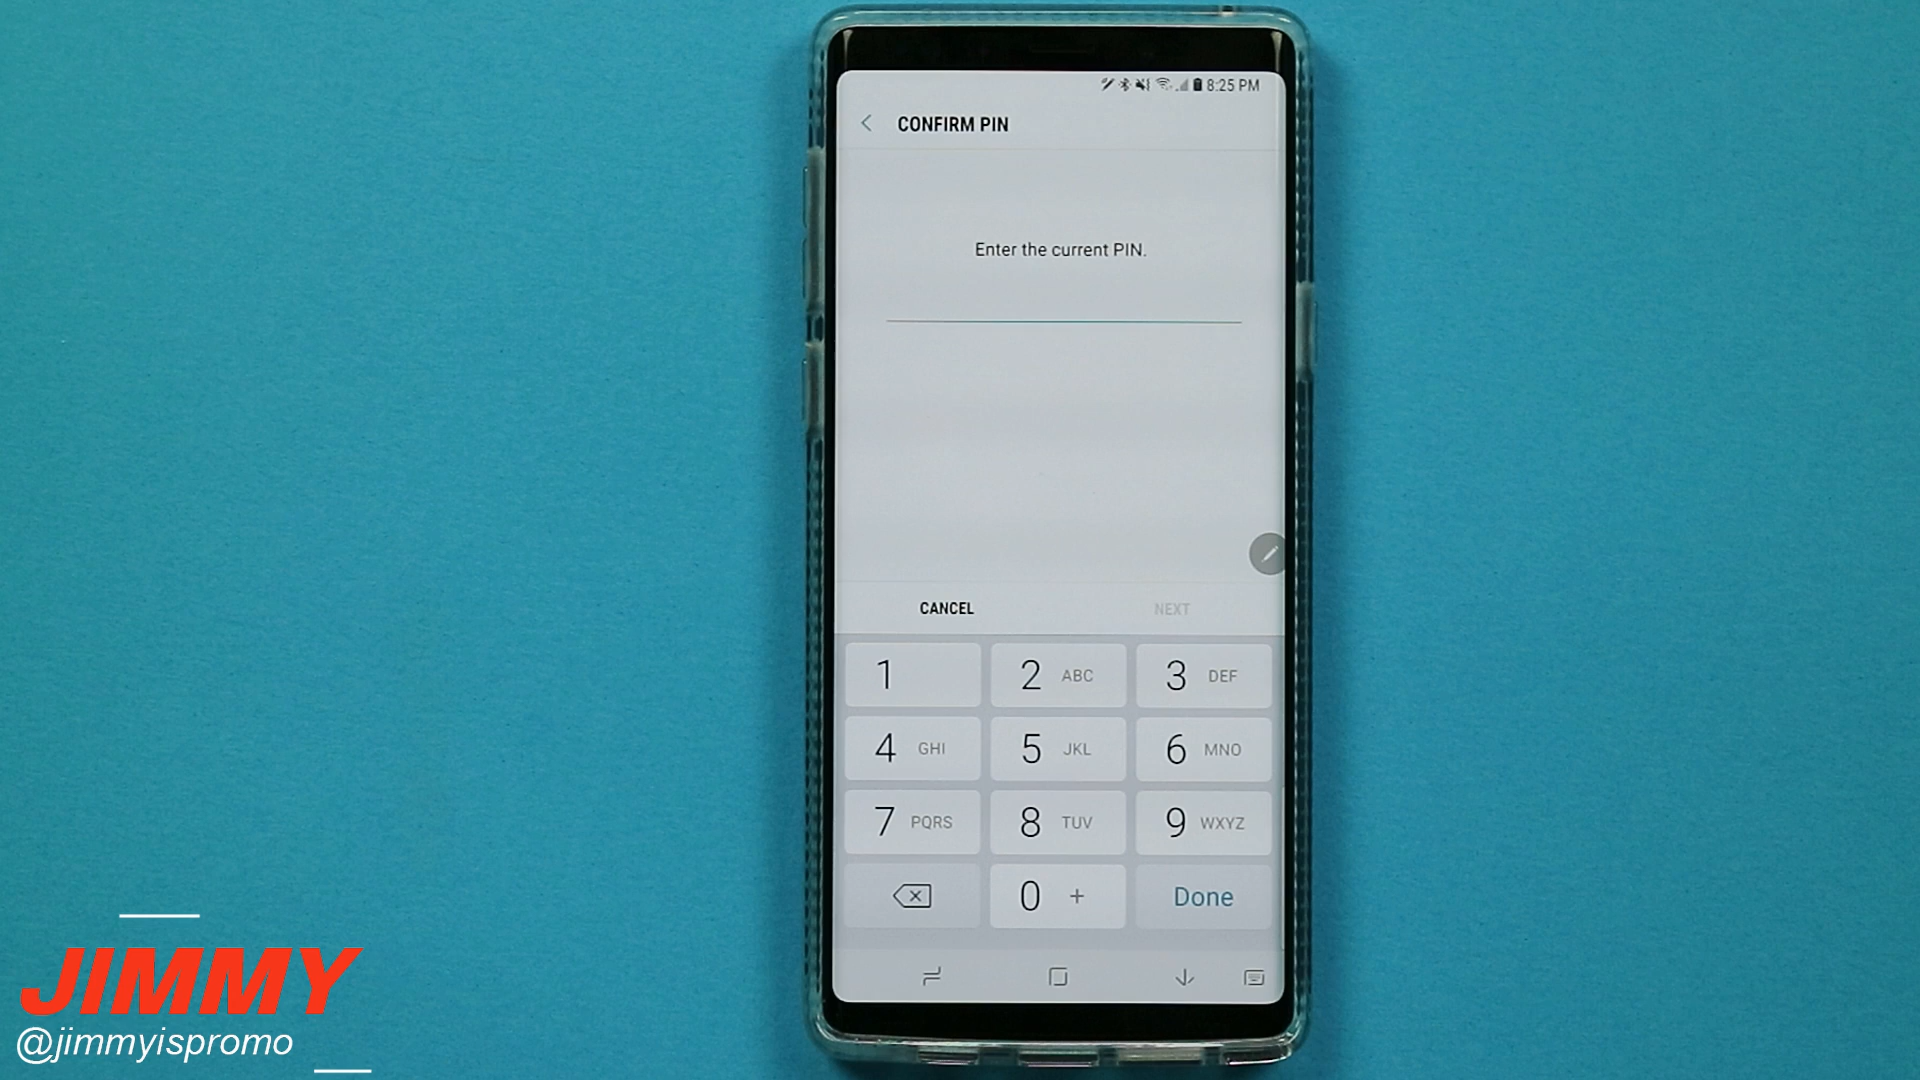 8:25 PM
CONFIRM PIN
Enter the current PIN.
CANCEL NEXT
1 2 ABC 3 DEF
4 GHI 5 JKL 6 MNO
7 PQRS 8 TUV 9 WXYZ
0 + Done
JIMMY
@jimmyispromo